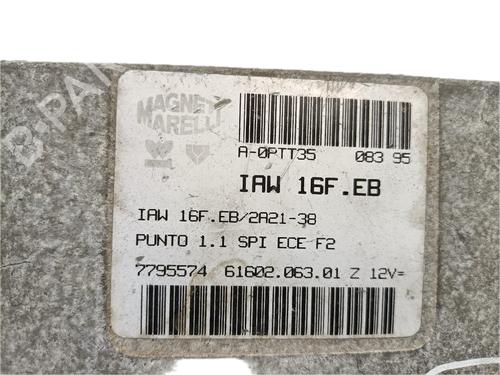 MAGNETI
MARELLI
A-0PTT35 083 95
IAW 16F.EB
IAW 16F.EB/2A21-38
PUNTO 1.1 SPI ECE F2
7795574 61602.063.01 Z 12V=